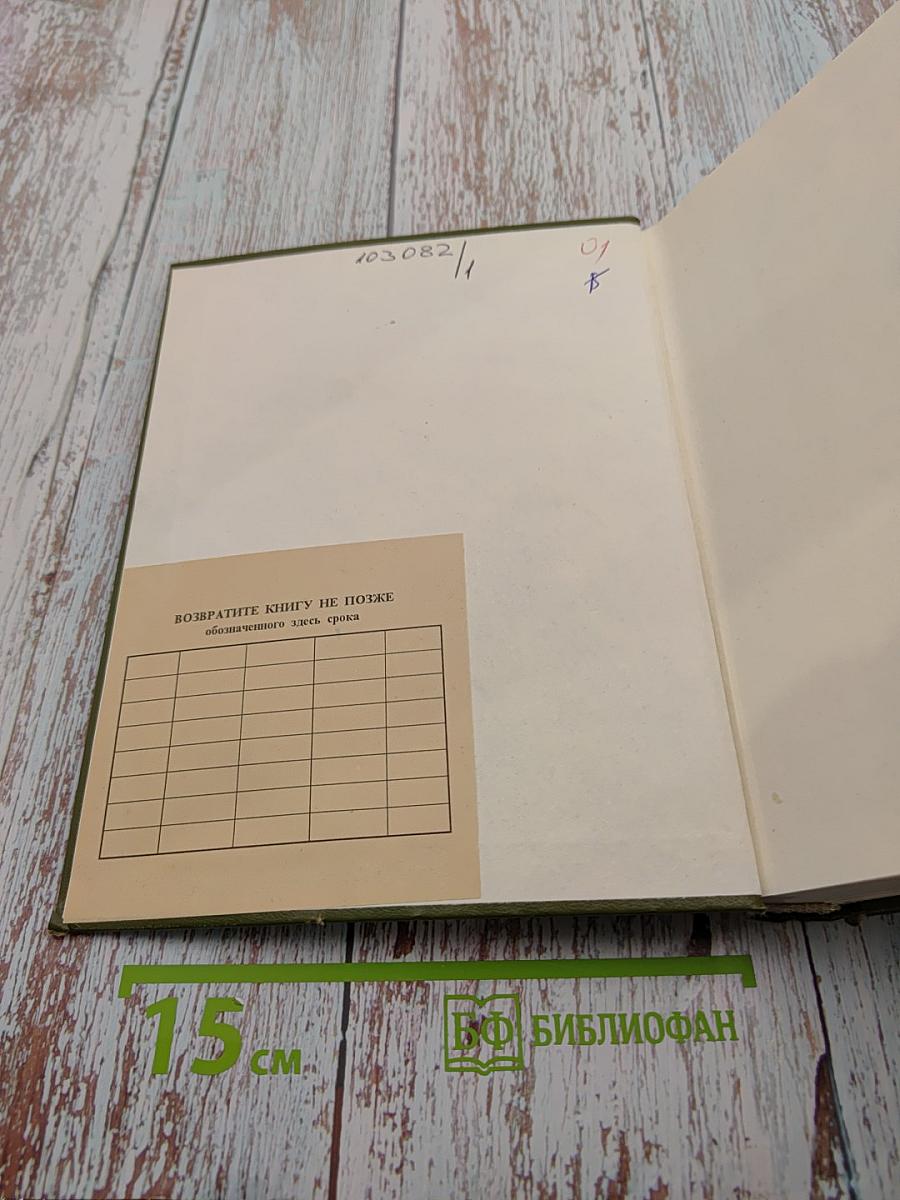 103082/1
01
Б
ВОЗВРАТИТЕ КНИГУ НЕ ПОЗЖЕ
обозначенного здесь срока
15 см
БФ БИБЛИОФАН